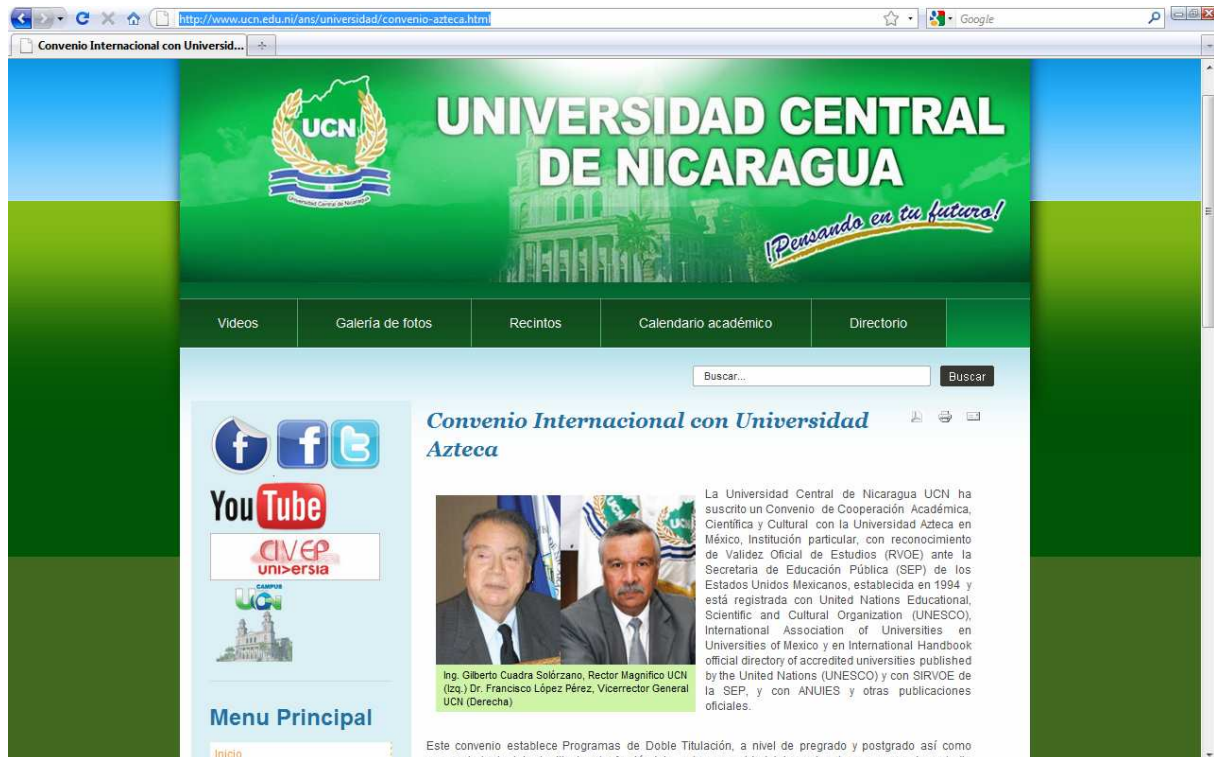 http://www.ucn.edu.ni/ans/universidad/convenio-azteca.html
Google
Convenio Internacional con Universid...
UCN
Universidad Central de Nicaragua
UNIVERSIDAD CENTRAL
DE NICARAGUA
!Pensando en tu futuro!
Videos
Galería de fotos
Recintos
Calendario académico
Directorio
Buscar...
Buscar
You Tube
CIVEP
uni>ersia
CAMPUS
UCN
Menu Principal
Inicio
Convenio Internacional con Universidad
Azteca
Ing. Gilberto Cuadra Solórzano, Rector Magnifico UCN
(Izq.) Dr. Francisco López Pérez, Vicerrector General
UCN (Derecha)
La Universidad Central de Nicaragua UCN ha
suscrito un Convenio de Cooperación Académica,
Científica y Cultural con la Universidad Azteca en
México, Institución particular, con reconocimiento
de Validez Oficial de Estudios (RVOE) ante la
Secretaria de Educación Pública (SEP) de los
Estados Unidos Mexicanos, establecida en 1994 y
está registrada con United Nations Educational,
Scientific and Cultural Organization (UNESCO),
International Association of Universities en
Universities of Mexico y en International Handbook
official directory of accredited universities published
by the United Nations (UNESCO) y con SIRVOE de
la SEP, y con ANUIES y otras publicaciones
oficiales.
Este convenio establece Programas de Doble Titulación, a nivel de pregrado y postgrado así como